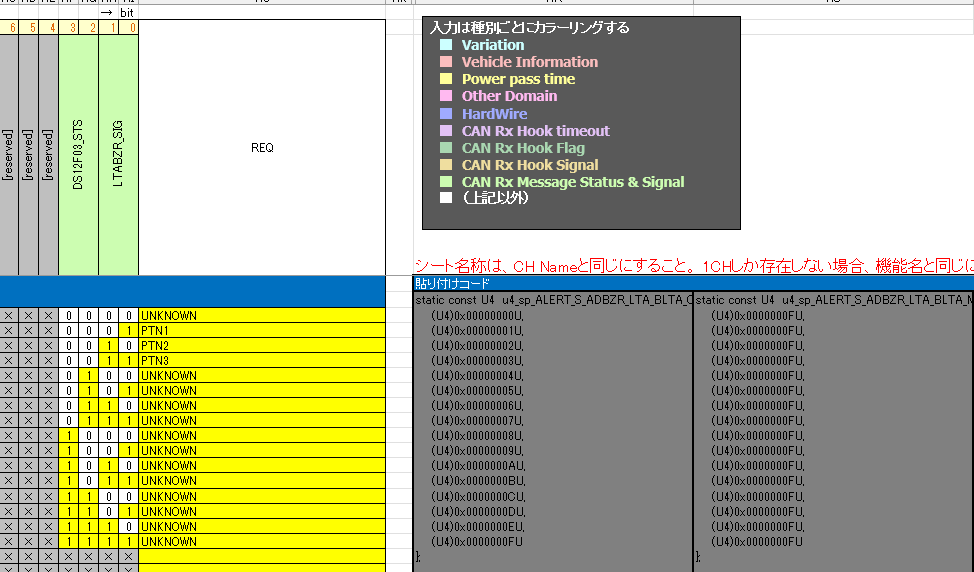 → bit
6 5 4 3 2 1 0
[reserved] [reserved] [reserved] DS12F03_STS LTABZR_SIG REQ
入力は種別ごとにカラーリングする
Variation
Vehicle Information
Power pass time
Other Domain
HardWire
CAN Rx Hook timeout
CAN Rx Hook Flag
CAN Rx Hook Signal
CAN Rx Message Status & Signal
(上記以外)
シート名称は、CH Nameと同じにすること。 1CHしか存在しない場合、機能名と同じに
貼り付けコード
static const U4 u4_sp_ALERT_S_ADBZR_LTA_BLTA_ static const U4 u4_sp_ALERT_S_ADBZR_LTA_BLTA_
× × × 0 0 0 0 UNKNOWN (U4)0x00000000U, (U4)0x0000000FU,
× × × 0 0 0 1 PTN1 (U4)0x00000001U, (U4)0x0000000FU,
× × × 0 0 1 0 PTN2 (U4)0x00000002U, (U4)0x0000000FU,
× × × 0 0 1 1 PTN3 (U4)0x00000003U, (U4)0x0000000FU,
× × × 0 1 0 0 UNKNOWN (U4)0x00000004U, (U4)0x0000000FU,
× × × 0 1 0 1 UNKNOWN (U4)0x00000005U, (U4)0x0000000FU,
× × × 0 1 1 0 UNKNOWN (U4)0x00000006U, (U4)0x0000000FU,
× × × 0 1 1 1 UNKNOWN (U4)0x00000007U, (U4)0x0000000FU,
× × × 1 0 0 0 UNKNOWN (U4)0x00000008U, (U4)0x0000000FU,
× × × 1 0 0 1 UNKNOWN (U4)0x00000009U, (U4)0x0000000FU,
× × × 1 0 1 0 UNKNOWN (U4)0x0000000AU, (U4)0x0000000FU,
× × × 1 0 1 1 UNKNOWN (U4)0x0000000BU, (U4)0x0000000FU,
× × × 1 1 0 0 UNKNOWN (U4)0x0000000CU, (U4)0x0000000FU,
× × × 1 1 0 1 UNKNOWN (U4)0x0000000DU, (U4)0x0000000FU,
× × × 1 1 1 0 UNKNOWN (U4)0x0000000EU, (U4)0x0000000FU,
× × × 1 1 1 1 UNKNOWN (U4)0x0000000FU (U4)0x0000000FU
× × × × × × × }; };
× × × × × × ×